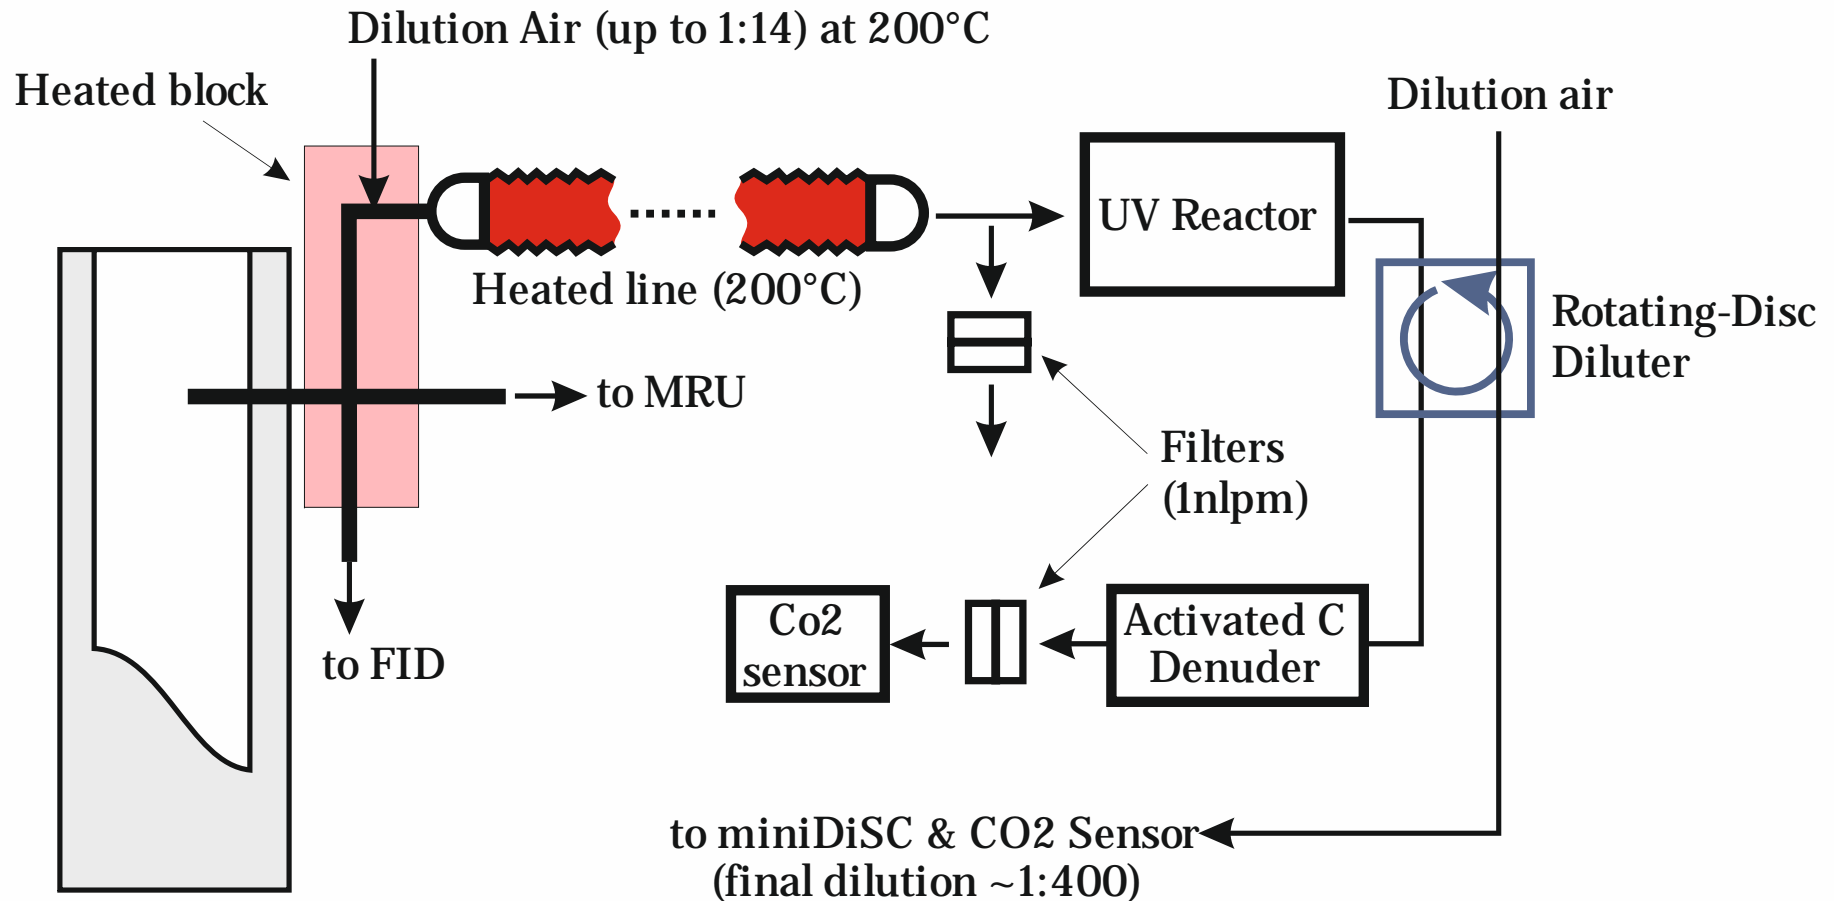 Dilution Air (up to 1:14) at 200°C
Heated block
Dilution air
UV Reactor
Heated line (200°C)
Rotating-Disc
Diluter
to MRU
Filters
(1nlpm)
Co2
sensor
Activated C
Denuder
to FID
to miniDiSC & CO2 Sensor
(final dilution ~1:400)